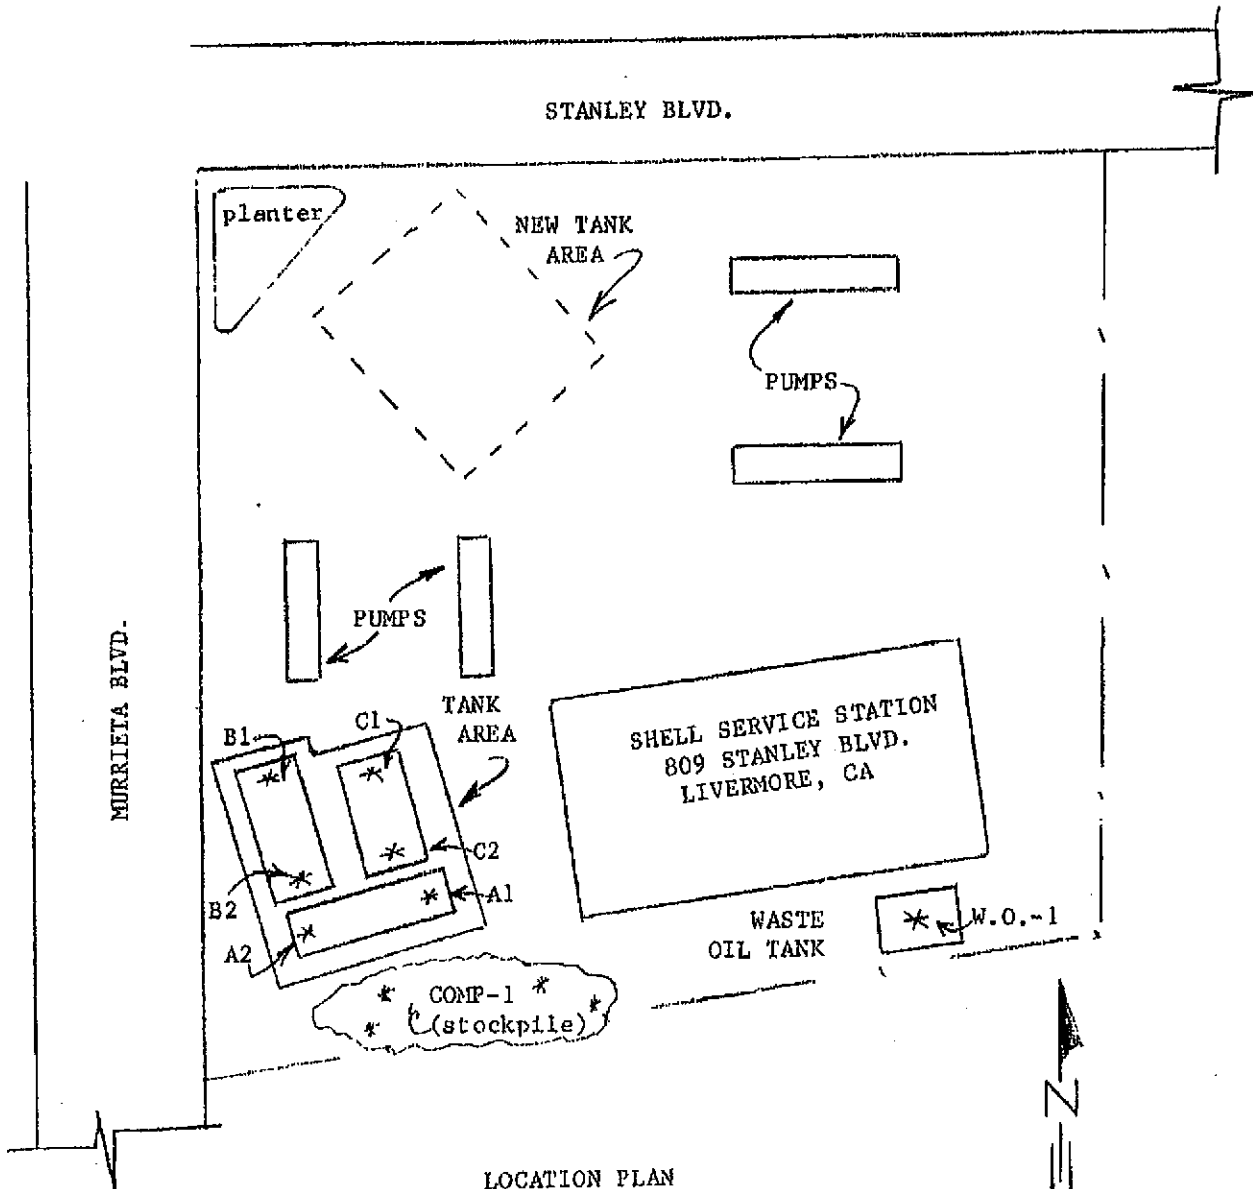 STANLEY BLVD.
planter
NEW TANK
AREA
PUMPS
PUMPS
MURRIETA BLVD.
TANK
AREA
B1
C1
SHELL SERVICE STATION
809 STANLEY BLVD.
LIVERMORE, CA
C2
B2
A1
A2
WASTE
OIL TANK
W.O.-1
COMP-1
(stockpile)
N
LOCATION PLAN